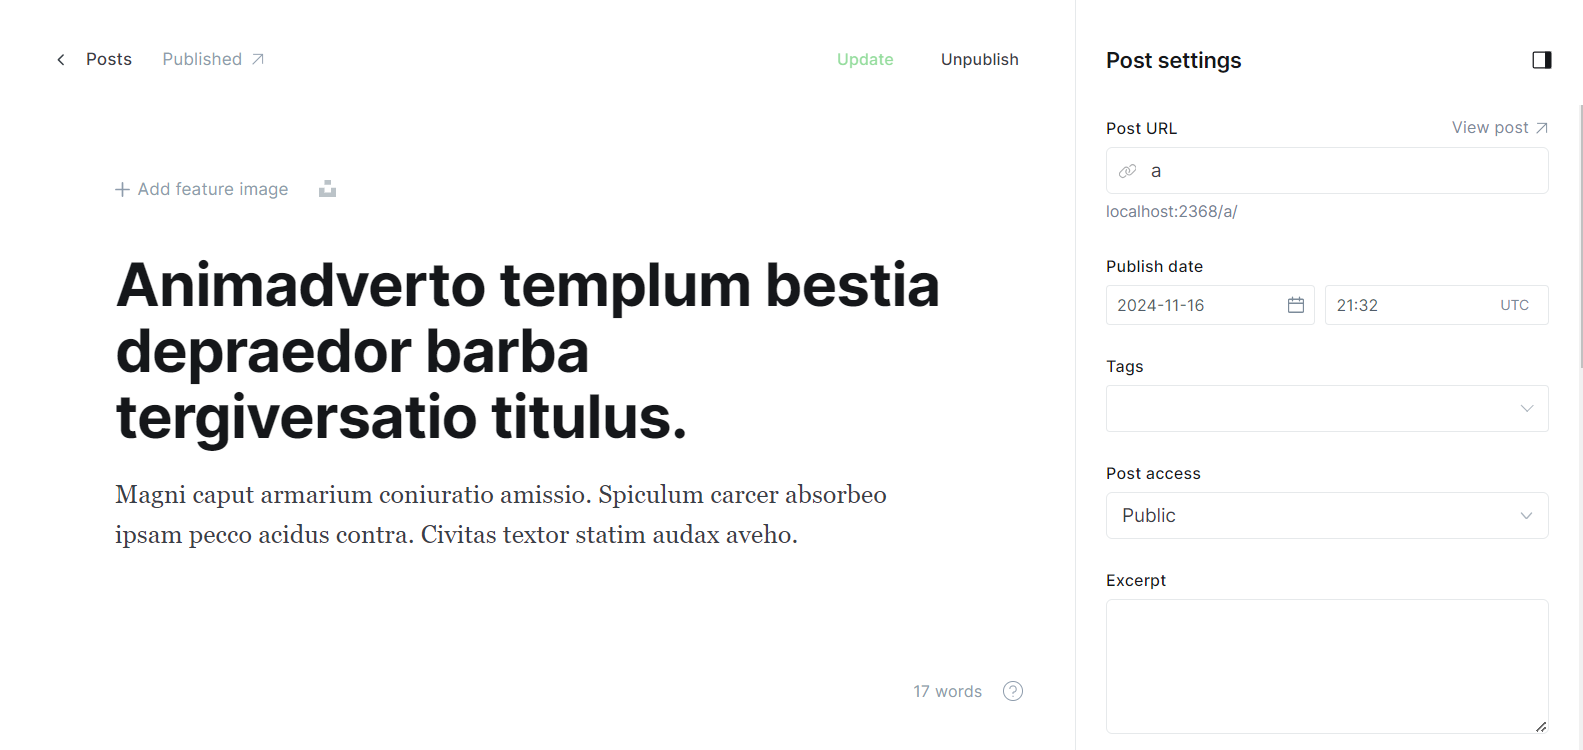 Posts Published Update Unpublish
Add feature image
Animadverto templum bestia
depraedor barba
tergiversatio titulus.
Magni caput armarium coniuratio amissio. Spiculum carcer absorbeo
ipsam pecco acidus contra. Civitas textor statim audax aveho.
17 words ?
Post settings
Post URL View post
a
localhost:2368/a/
Publish date
2024-11-16 21:32 UTC
Tags
Post access
Public
Excerpt